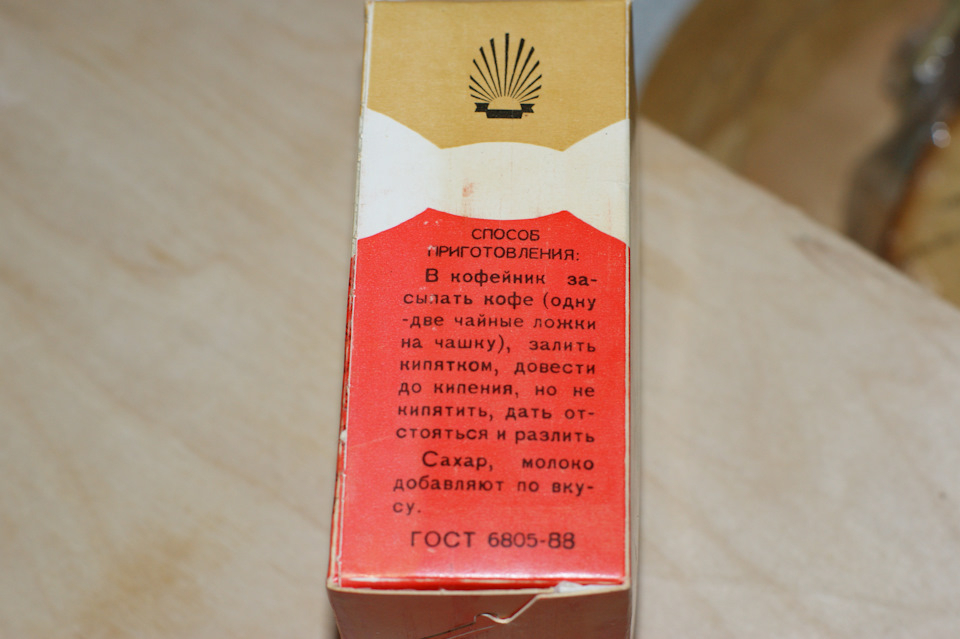 СПОСОБ
ПРИГОТОВЛЕНИЯ:
В кофейник за-
сыпать кофе (одну
-две чайные ложки
на чашку), залить
кипятком, довести
до кипения, но не
кипятить, дать от-
стояться и разлить
Сахар, молоко
добавляют по вку-
су.
ГОСТ 6805-88